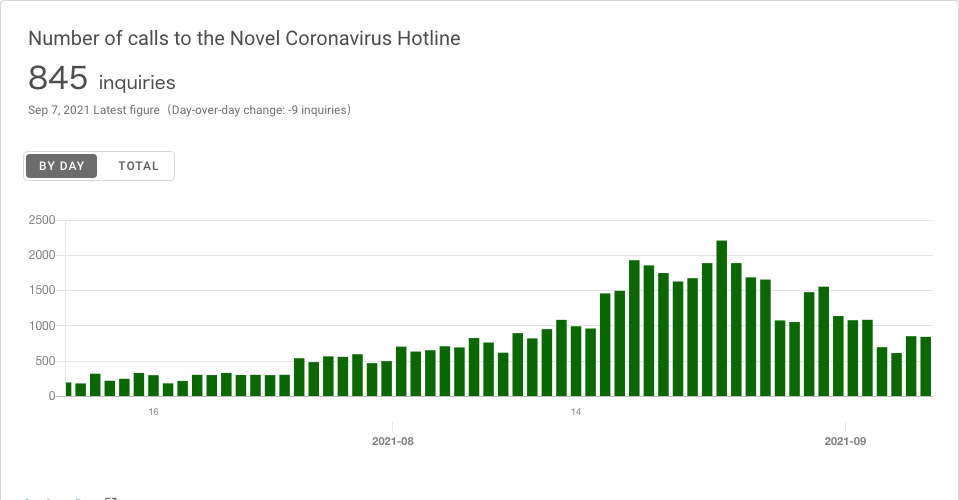 Number of calls to the Novel Coronavirus Hotline
845 inquiries
Sep 7, 2021 Latest figure (Day-over-day change: -9 inquiries)
BY DAY TOTAL
2500
2000
1500
1000
500
0
16 14
2021-08 2021-09